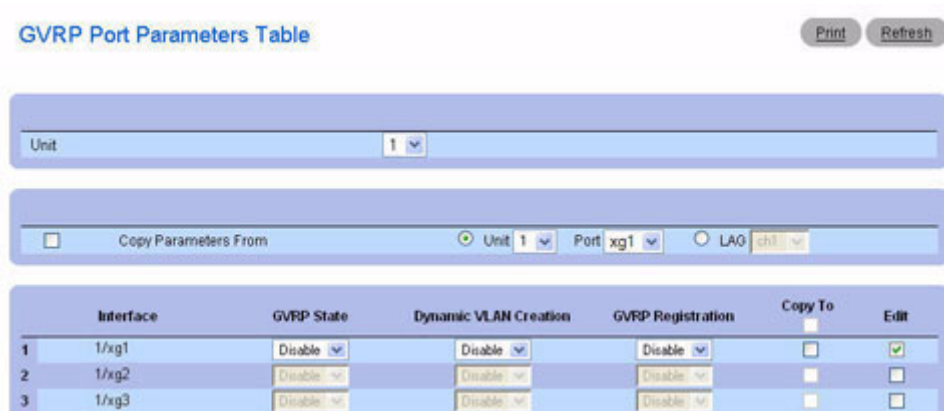 GVRP Port Parameters Table Print Refresh
Unit 1
Copy Parameters From Unit 1 Port xg1 LAG ch1
Interface GVRP State Dynamic VLAN Creation GVRP Registration Copy To Edit
1 1/xg1 Disable Disable Disable
2 1/xg2 Disable Disable Disable
3 1/xg3 Disable Disable Disable